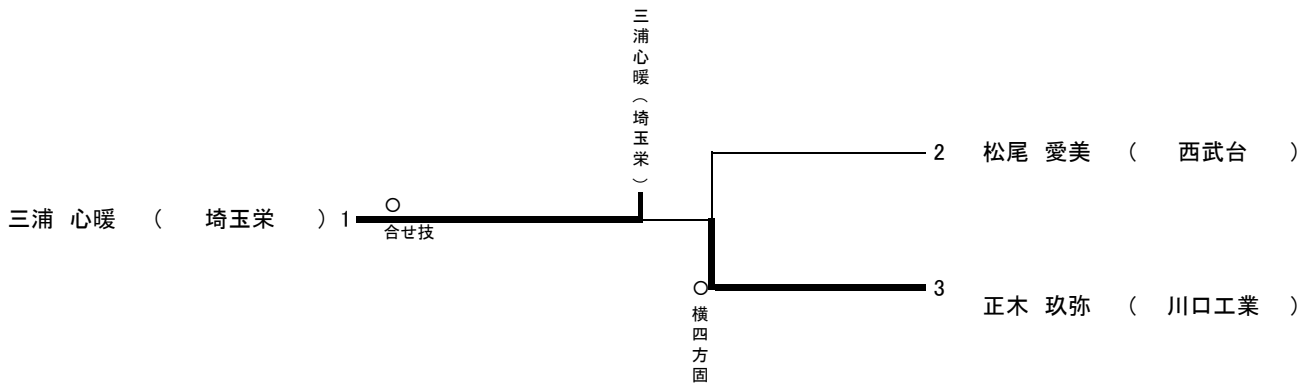 三浦心暖（埼玉栄）
2 松尾 愛美 （ 西武台 ）
三浦 心暖 （ 埼玉栄 ） 1
○
合せ技
○
3
正木 玖弥 （ 川口工業 ）
横四方固